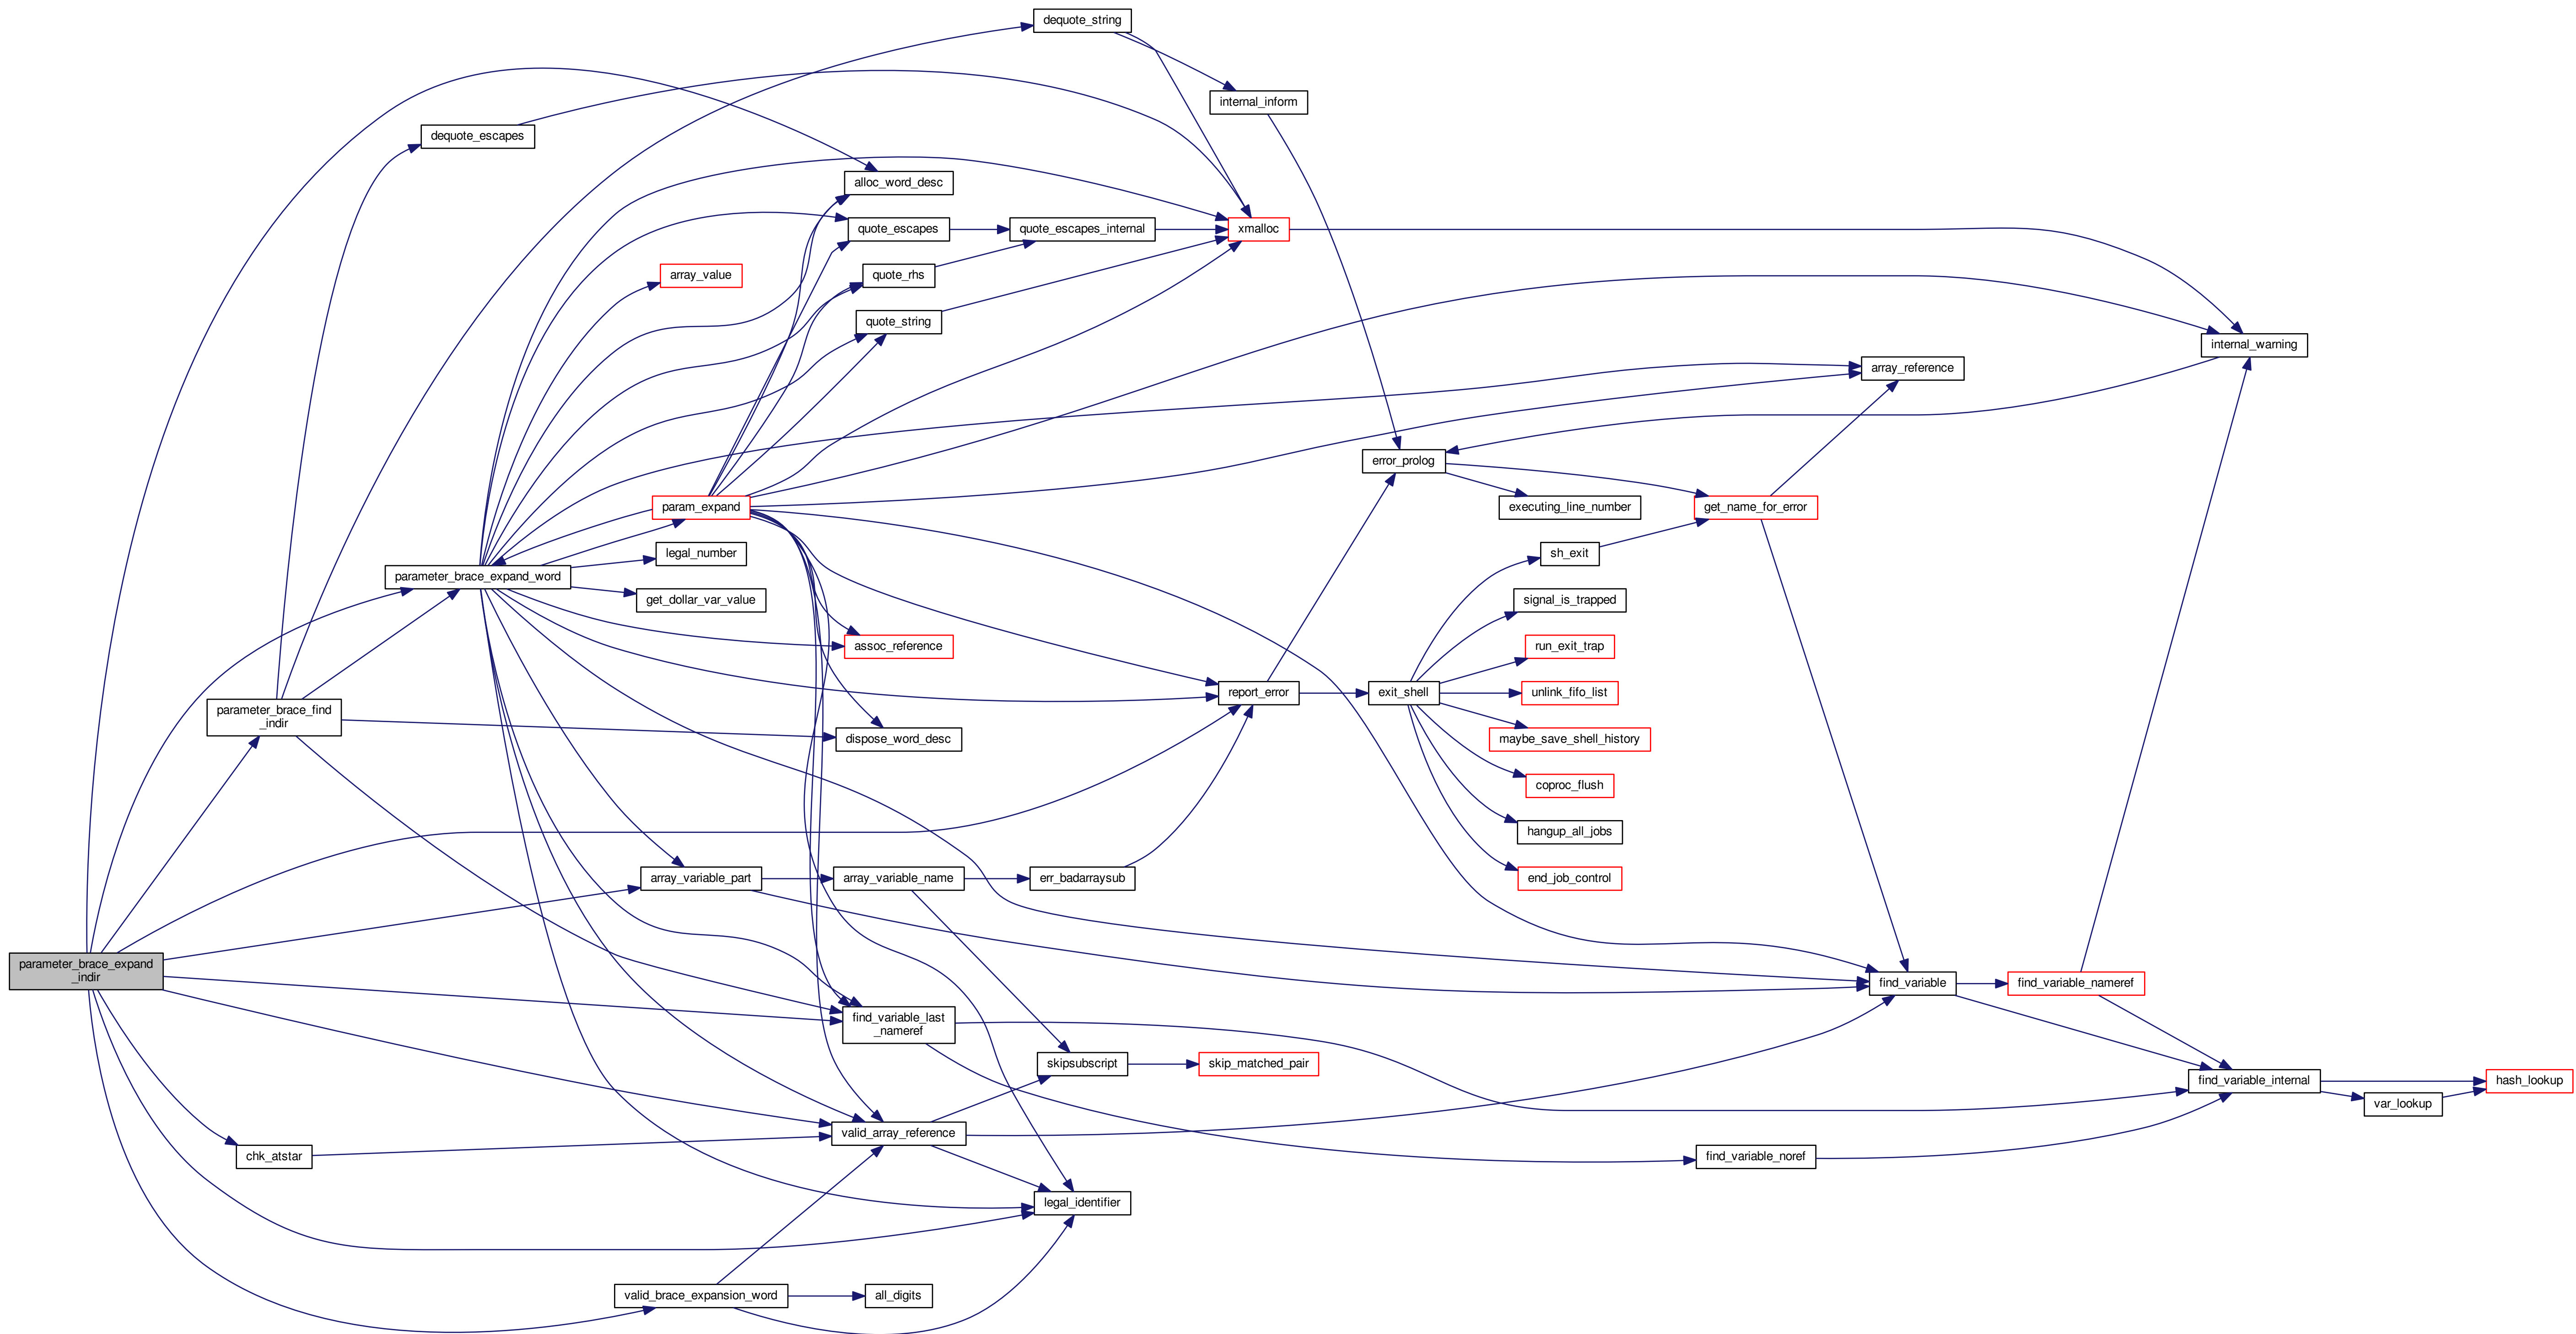 dequote_string
internal_inform
dequote_escapes
alloc_word_desc
quote_escapes
quote_escapes_internal
xmalloc
array_value
quote_rhs
quote_string
internal_warning
array_reference
error_prolog
param_expand
executing_line_number
get_name_for_error
legal_number
sh_exit
parameter_brace_expand_word
get_dollar_var_value
signal_is_trapped
assoc_reference
run_exit_trap
parameter_brace_find
_indir
report_error
exit_shell
unlink_fifo_list
dispose_word_desc
maybe_save_shell_history
coproc_flush
hangup_all_jobs
array_variable_part
array_variable_name
err_badarraysub
end_job_control
parameter_brace_expand
_indir
find_variable
find_variable_nameref
find_variable_last
_nameref
skipsubscript
skip_matched_pair
find_variable_internal
hash_lookup
var_lookup
valid_array_reference
chk_atstar
find_variable_noref
legal_identifier
valid_brace_expansion_word
all_digits